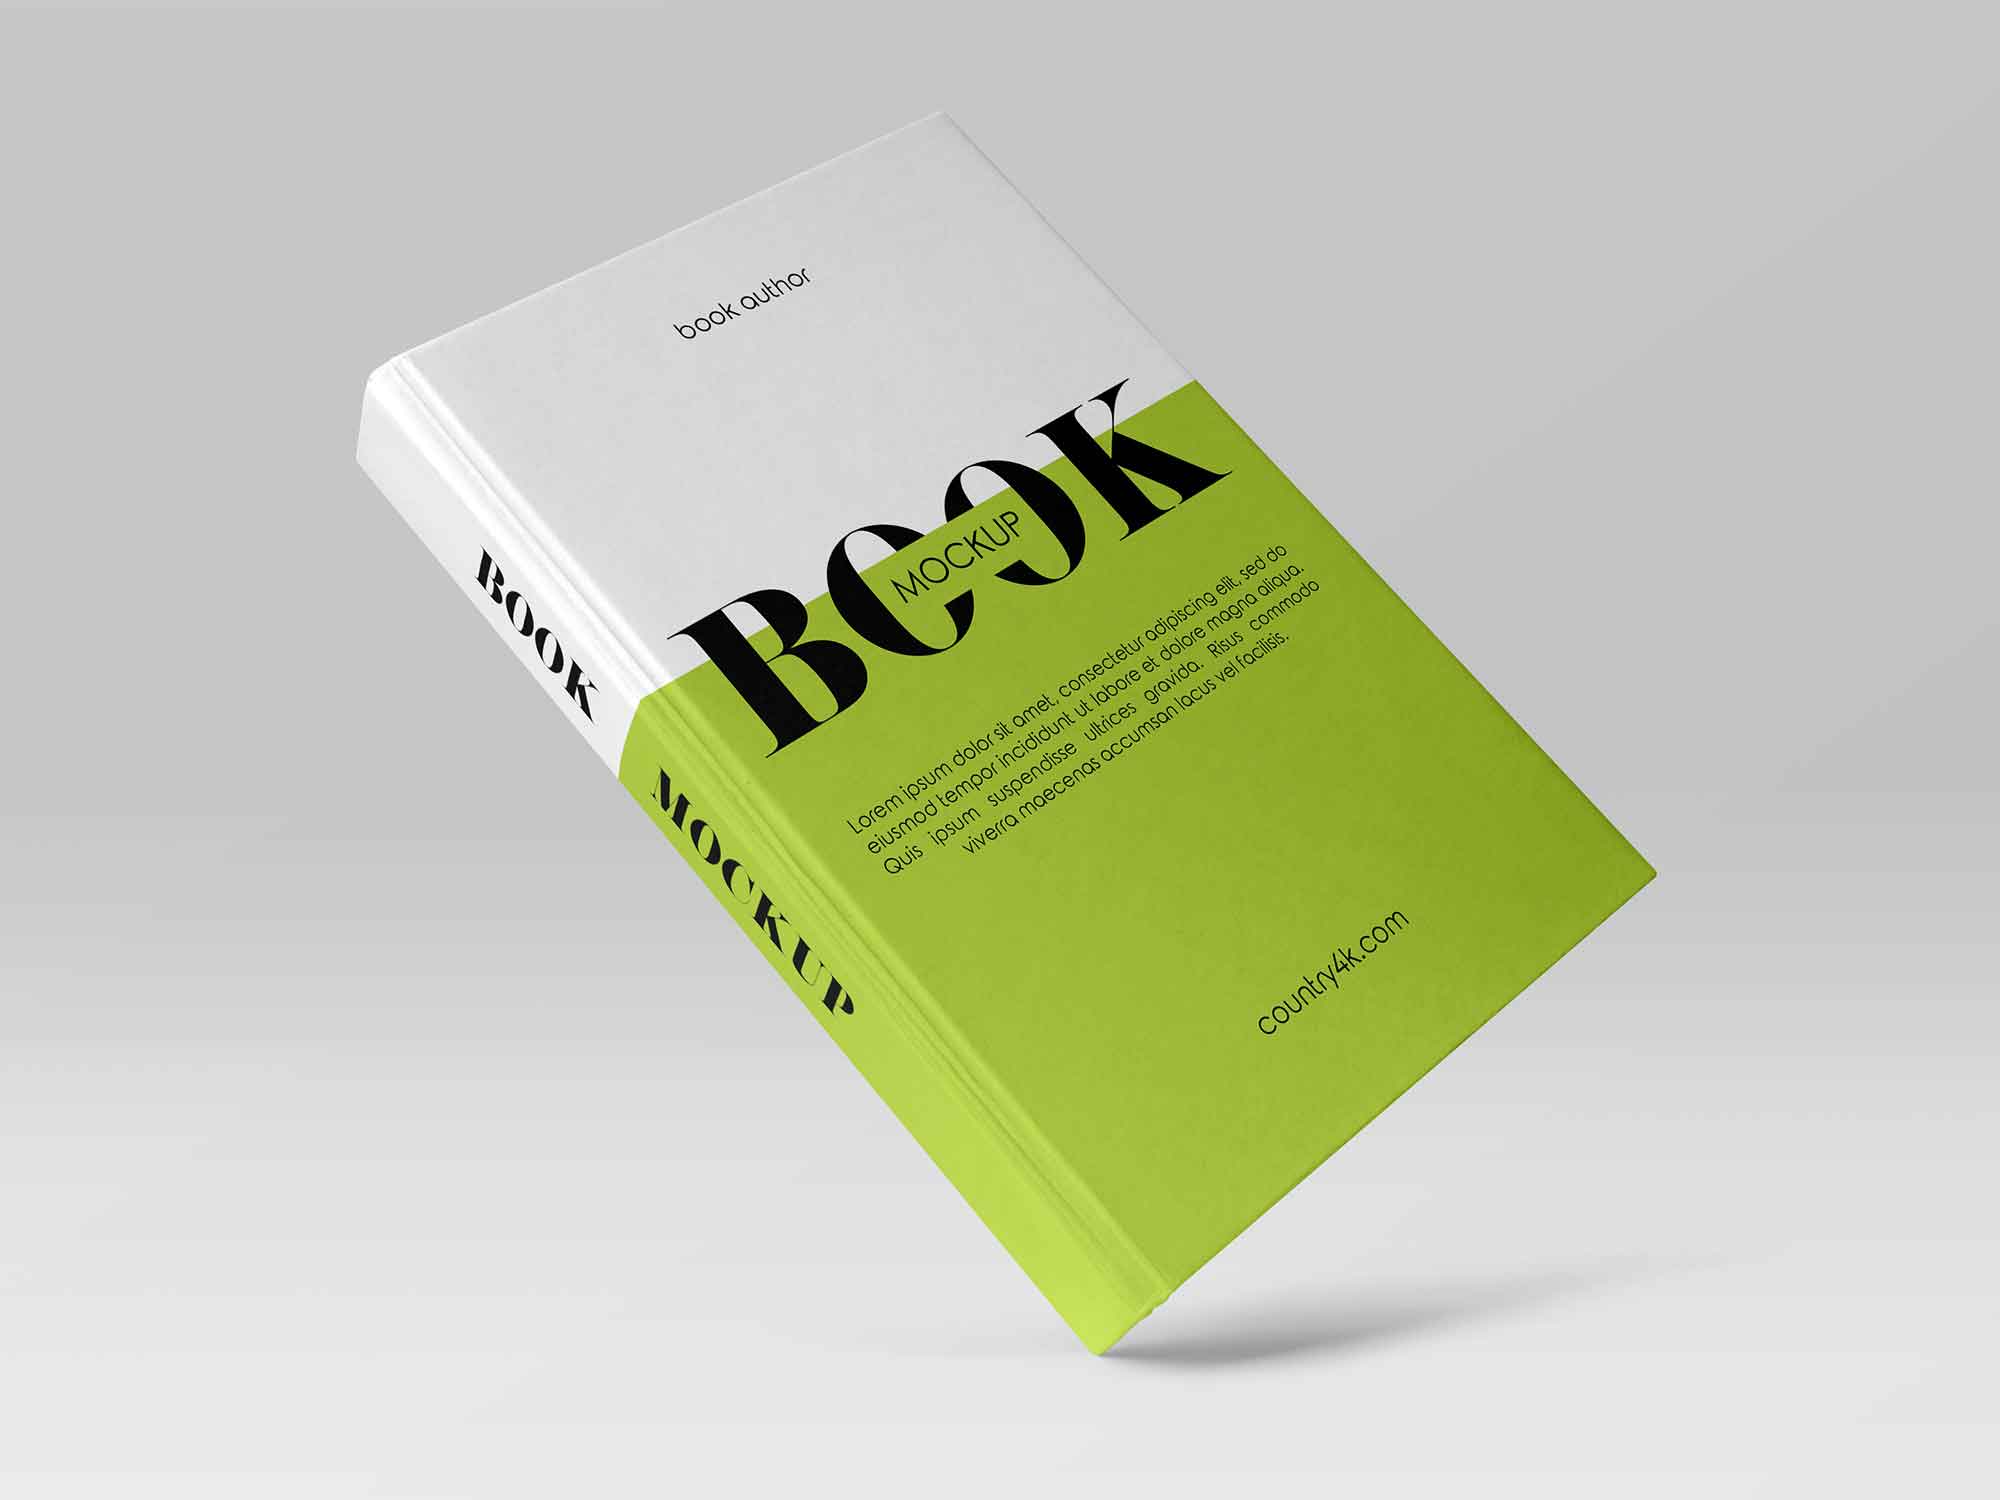 book author
BOOK
MOCKUP
Lorem ipsum dolor sit amet, consectetur adipiscing elit, sed do
eiusmod tempor incididunt ut labore et dolore magna aliqua.
Quis ipsum suspendisse ultrices gravida. Risus commodo
viverra maecenas accumsan lacus vel facilisis.
country4k.com
BOOK
MOCKUP